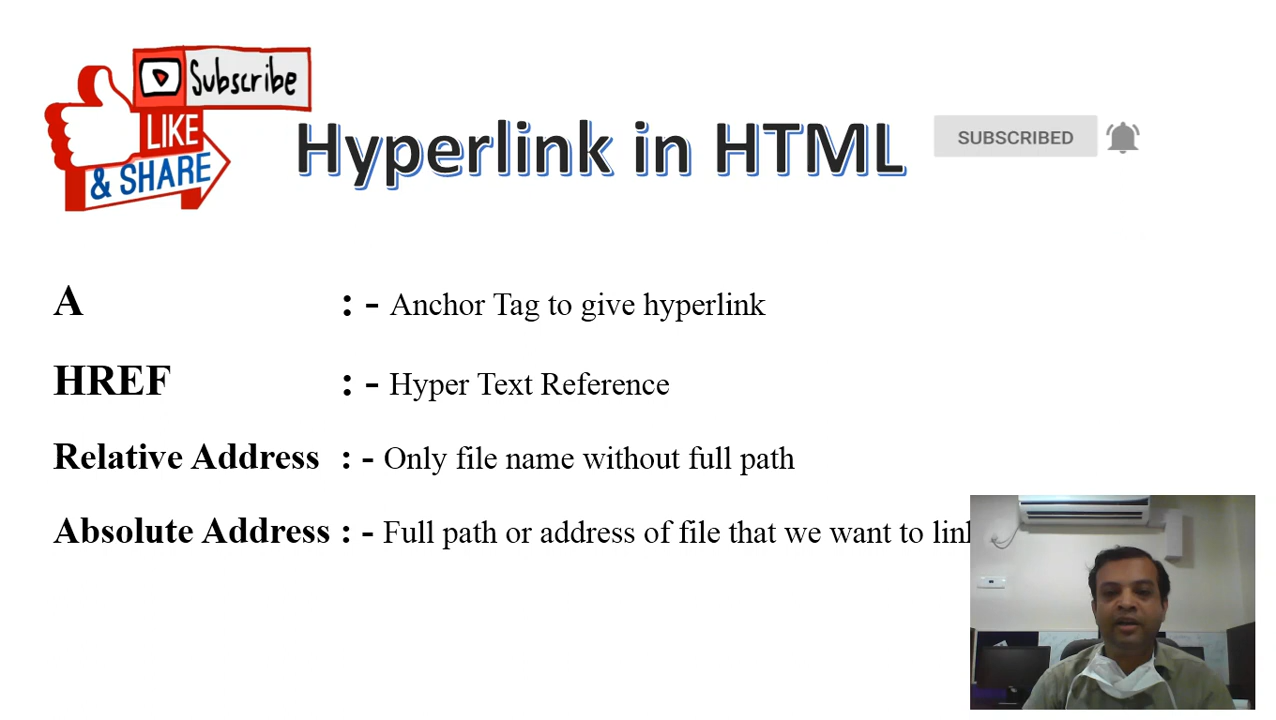 Subscribe
LIKE
& SHARE
Hyperlink in HTML
SUBSCRIBED
A : - Anchor Tag to give hyperlink
HREF : - Hyper Text Reference
Relative Address : - Only file name without full path
Absolute Address : - Full path or address of file that we want to